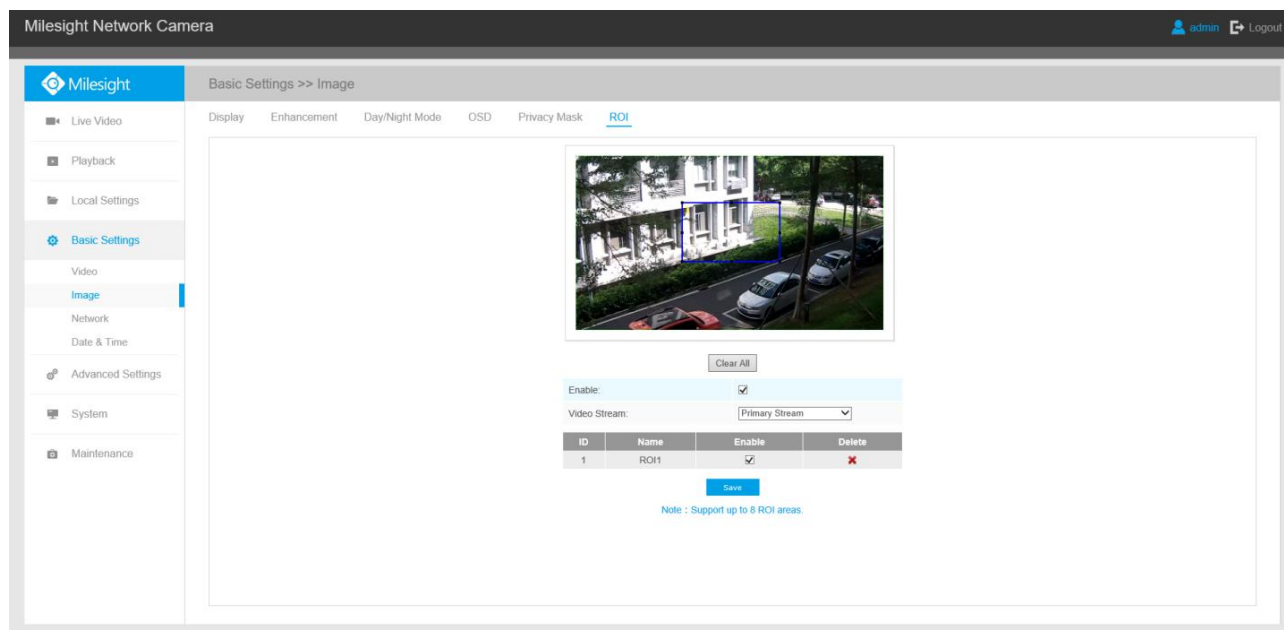 Milesight Network Camera
admin Logout
Milesight
Basic Settings >> Image
Live Video
Playback
Local Settings
Basic Settings
Video
Image
Network
Date & Time
Advanced Settings
System
Maintenance
Display Enhancement Day/Night Mode OSD Privacy Mask ROI
Clear All
Enable:
Video Stream: Primary Stream
ID Name Enable Delete
1 ROI1
Save
Note : Support up to 8 ROI areas.